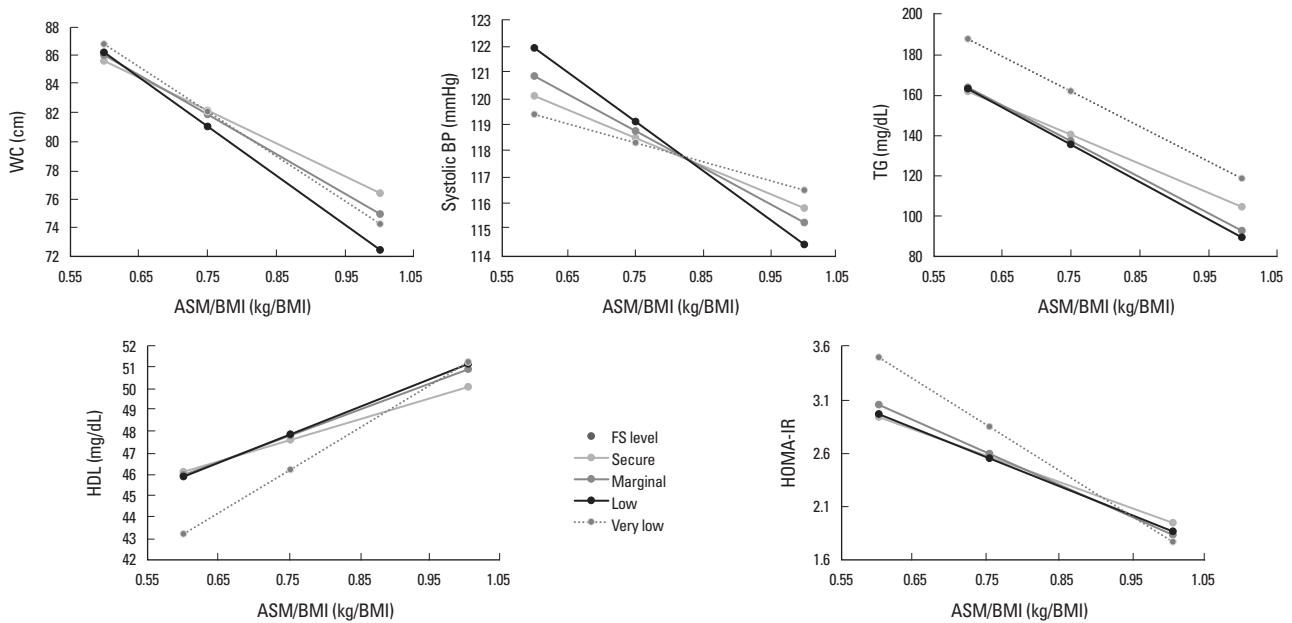 WC (cm)
88
86
84
82
80
78
76
74
72
0.55 0.65 0.75 0.85 0.95 1.05
ASM/BMI (kg/BMI)
Systolic BP (mmHg)
123
122
121
120
119
118
117
116
115
114
0.55 0.65 0.75 0.85 0.95 1.05
ASM/BMI (kg/BMI)
TG (mg/dL)
200
180
160
140
120
100
80
0.55 0.65 0.75 0.85 0.95 1.05
ASM/BMI (kg/BMI)
HDL (mg/dL)
52
51
50
49
48
47
46
45
44
43
42
0.55 0.65 0.75 0.85 0.95 1.05
ASM/BMI (kg/BMI)
FS level
Secure
Marginal
Low
Very low
HOMA-IR
3.6
3.1
2.6
2.1
1.6
0.55 0.65 0.75 0.85 0.95 1.05
ASM/BMI (kg/BMI)